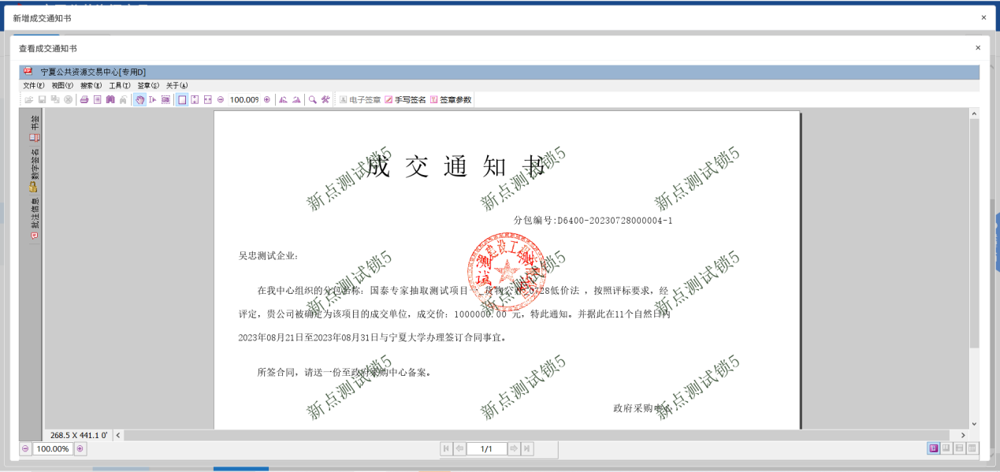 新增成交通知书
×
查看成交通知书
×
宁夏公共资源交易中心[专用D]
文件(F) 视图(V) 搜索(E) 工具(T) 签章(S) 关于(A)
100.00% 电子签章 手写签名 签章参数
书签
数字签名
批注信息
成交通知书
分包编号:D6400-20230728000004-1
吴忠测试企业:
在我中心组织的分包名称: 国泰专家抽取测试项目 货物公 0728低价法 ,按照评标要求,经
评定,贵公司被确定为该项目的成交单位,成交价: 1000000.00 元,特此通知。并据此在11个自然日内
2023年08月21日至2023年08月31日与宁夏大学办理签订合同事宜。
所签合同,请送一份至政府采购中心备案。
政府采购中心
新点测试锁5
新点测试锁5
新点测试锁5
新点测试锁5
新点测试锁5
新点测试锁5
新点测试锁5
新点测试锁5
新点测试锁5
268.5 X 441.1 0'
100.00%
1/1